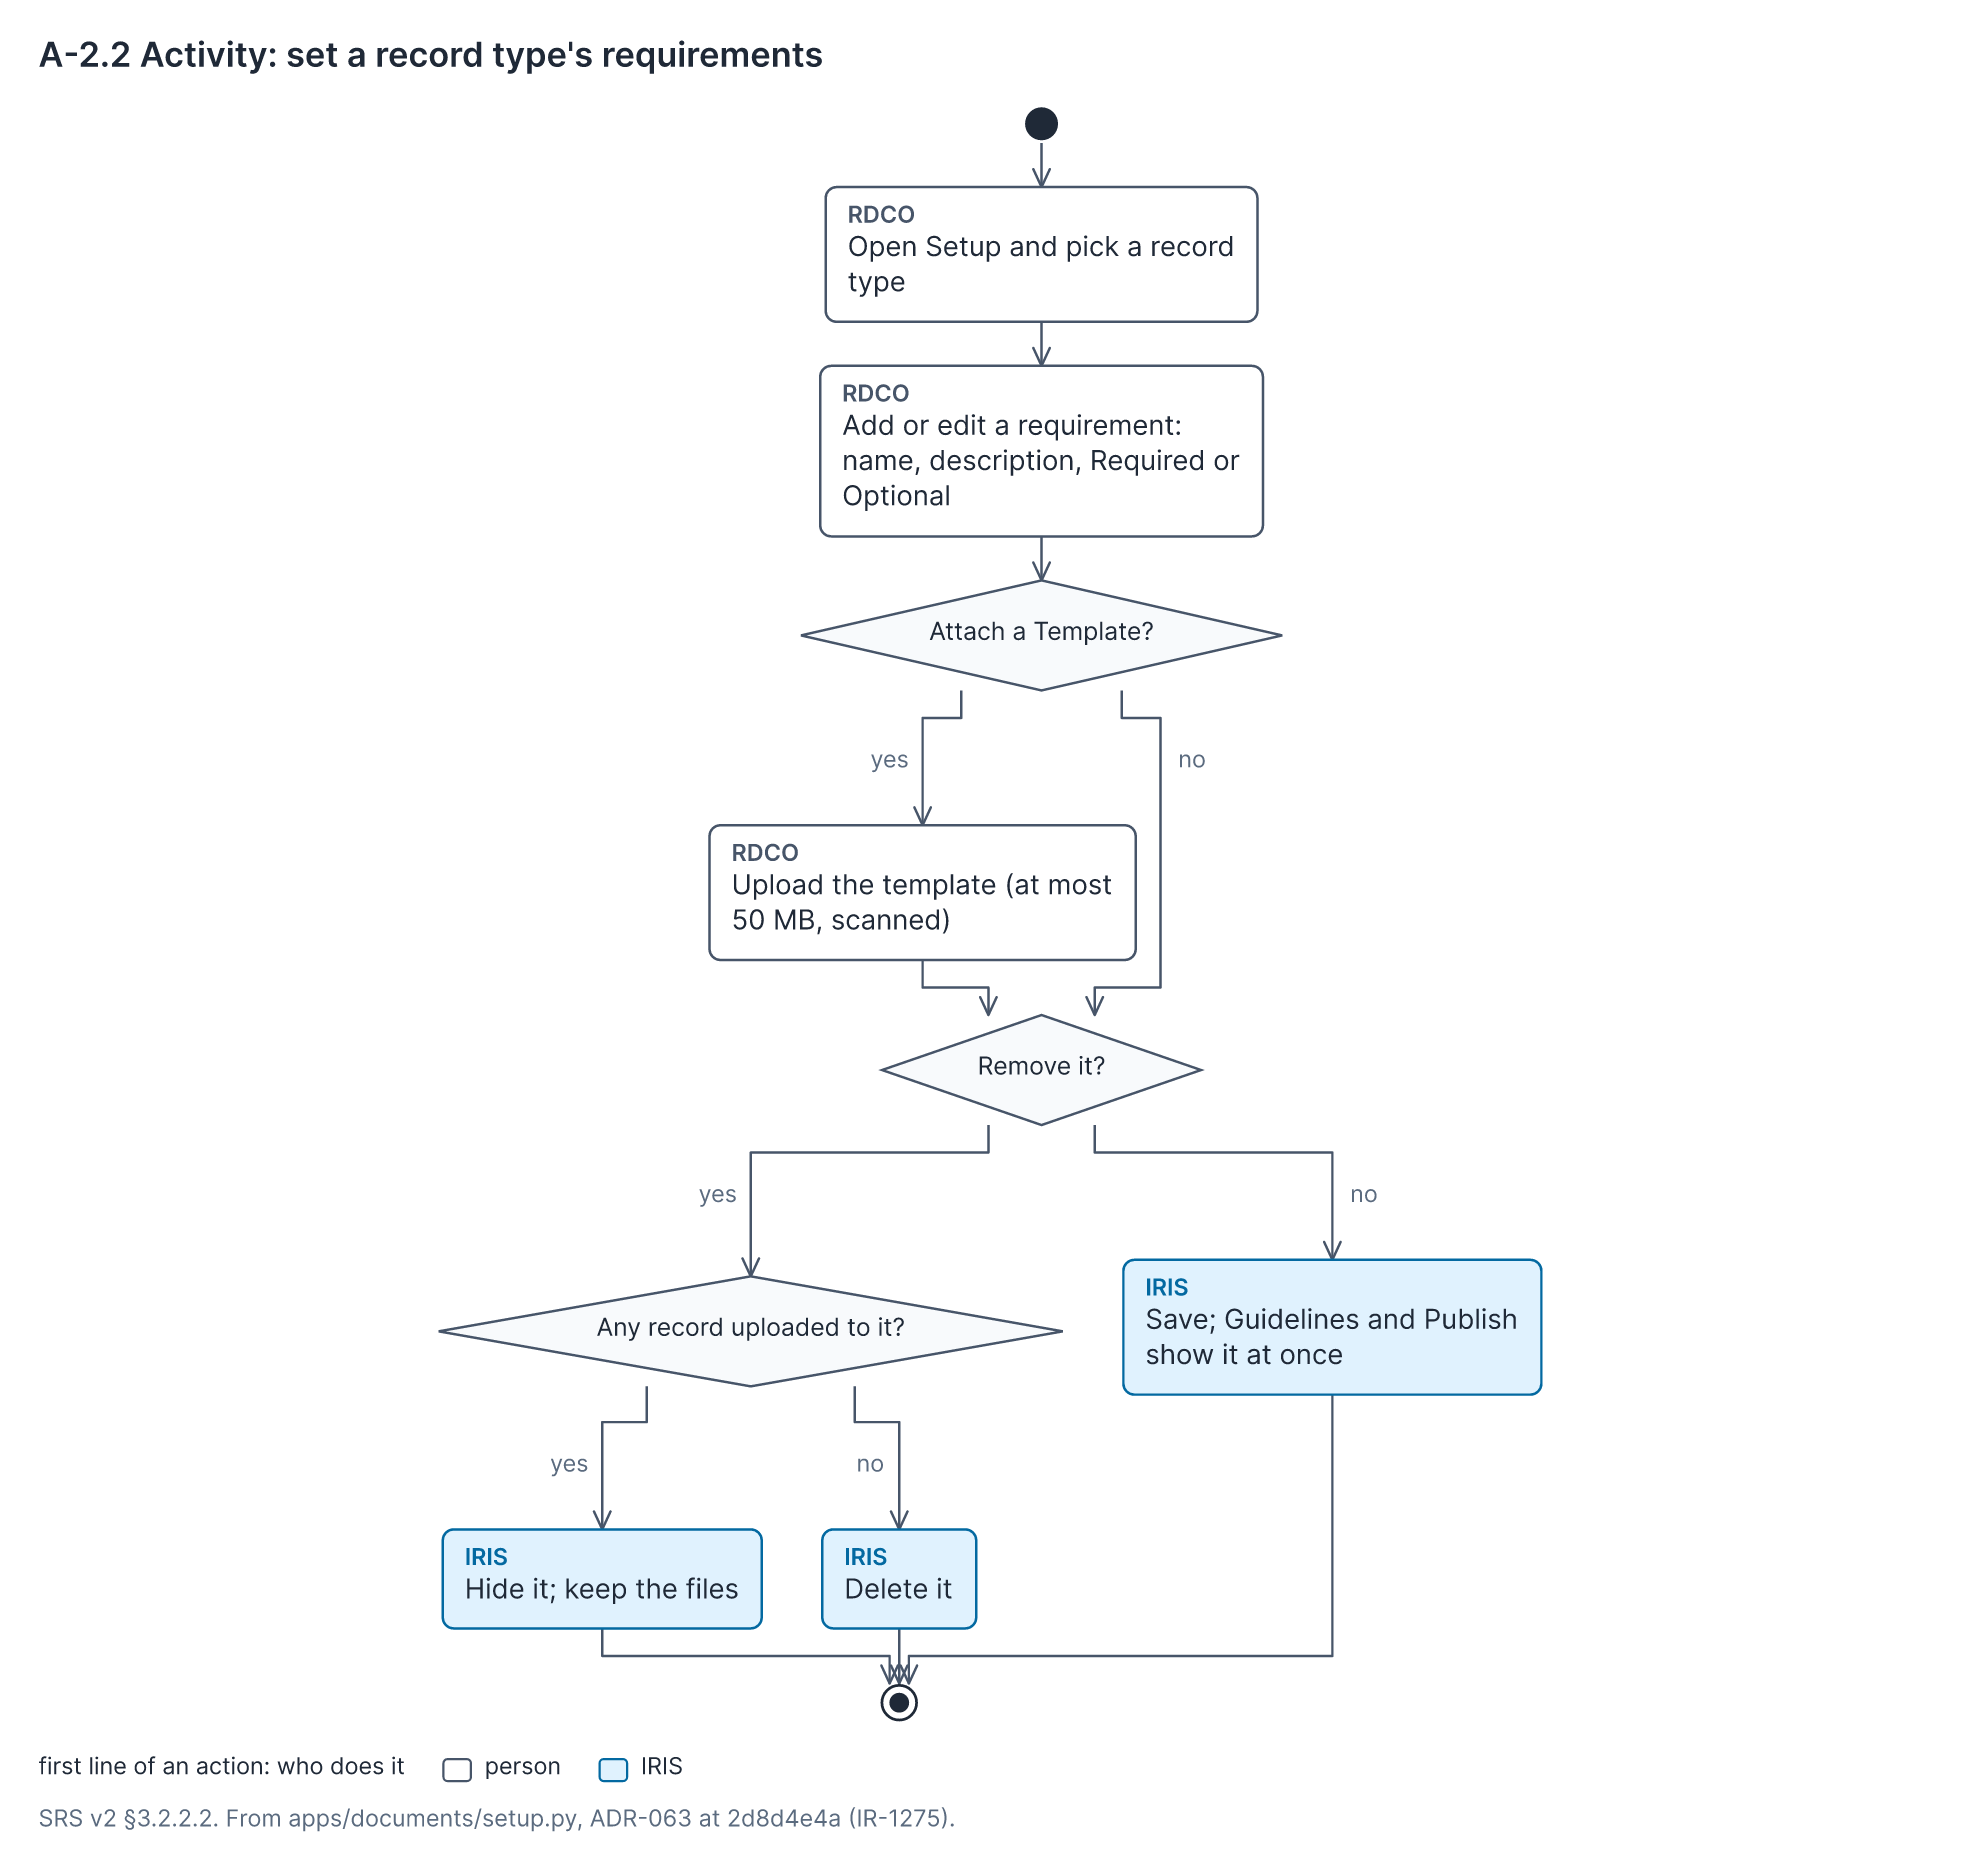 A-2.2 Activity: set a record type's requirements
RDCO
Open Setup and pick a record
type
RDCO
Add or edit a requirement:
name, description, Required or
Optional
Attach a Template?
yes
no
RDCO
Upload the template (at most
50 MB, scanned)
Remove it?
yes
no
Any record uploaded to it?
IRIS
Save; Guidelines and Publish
show it at once
yes
no
IRIS
Hide it; keep the files
IRIS
Delete it
first line of an action: who does it
person
IRIS
SRS v2 §3.2.2.2. From apps/documents/setup.py, ADR-063 at 2d8d4e4a (IR-1275).